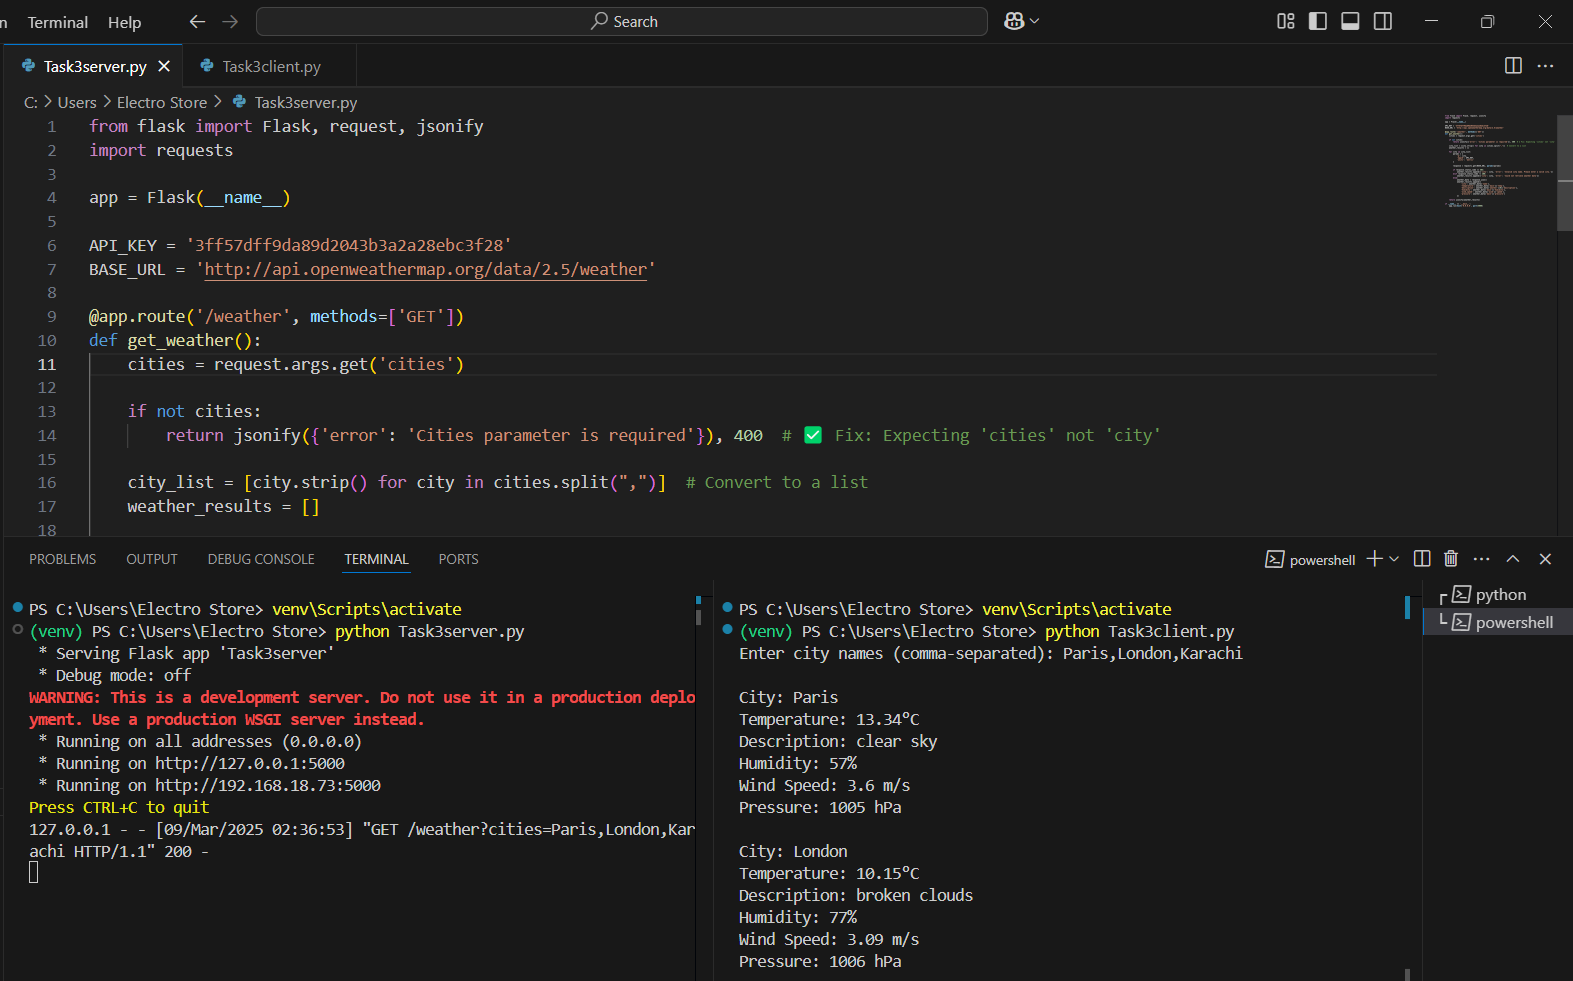 n Terminal Help Search
Task3server.py Task3client.py
C: > Users > Electro Store > Task3server.py
1 from flask import Flask, request, jsonify
2 import requests
3
4 app = Flask(__name__)
5
6 API_KEY = '3ff57dff9da89d2043b3a2a28ebc3f28'
7 BASE_URL = 'http://api.openweathermap.org/data/2.5/weather'
8
9 @app.route('/weather', methods=['GET'])
10 def get_weather():
11 cities = request.args.get('cities')
12
13 if not cities:
14 return jsonify({'error': 'Cities parameter is required'}), 400 # ✅ Fix: Expecting 'cities' not 'city'
15
16 city_list = [city.strip() for city in cities.split(",")] # Convert to a list
17 weather_results = []
18
PROBLEMS OUTPUT DEBUG CONSOLE TERMINAL PORTS powershell
PS C:\Users\Electro Store> venv\Scripts\activate
(venv) PS C:\Users\Electro Store> python Task3server.py
* Serving Flask app 'Task3server'
* Debug mode: off
WARNING: This is a development server. Do not use it in a production deplo
yment. Use a production WSGI server instead.
* Running on all addresses (0.0.0.0)
* Running on http://127.0.0.1:5000
* Running on http://192.168.18.73:5000
Press CTRL+C to quit
127.0.0.1 - - [09/Mar/2025 02:36:53] "GET /weather?cities=Paris,London,Kar
achi HTTP/1.1" 200 -
PS C:\Users\Electro Store> venv\Scripts\activate
(venv) PS C:\Users\Electro Store> python Task3client.py
Enter city names (comma-separated): Paris,London,Karachi
City: Paris
Temperature: 13.34°C
Description: clear sky
Humidity: 57%
Wind Speed: 3.6 m/s
Pressure: 1005 hPa
City: London
Temperature: 10.15°C
Description: broken clouds
Humidity: 77%
Wind Speed: 3.09 m/s
Pressure: 1006 hPa
python
powershell